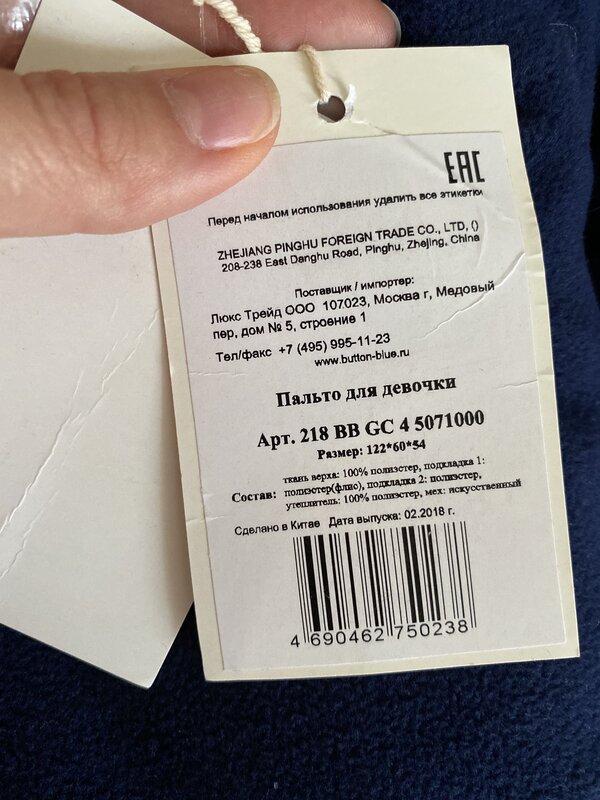 EAC
Перед началом использования удалить все этикетки
ZHEJIANG PINGHU FOREIGN TRADE CO., LTD, ()
208-238 East Danghu Road, Pinghu, Zhejing, China
Поставщик / импортер:
Люкс Трейд ООО 107023, Москва г, Медовый
пер, дом № 5, строение 1
Тел/факс +7 (495) 995-11-23
www.button-blue.ru
Пальто для девочки
Арт. 218 BB GC 4 5071000
Размер: 122*60*54
Состав: ткань верха: 100% полиэстер, подкладка 1:
полиэстер(флис), подкладка 2: полиэстер,
утеплитель: 100% полиэстер, мех: искусственный
Сделано в Китае Дата выпуска: 02.2018 г.
4 690462 750238